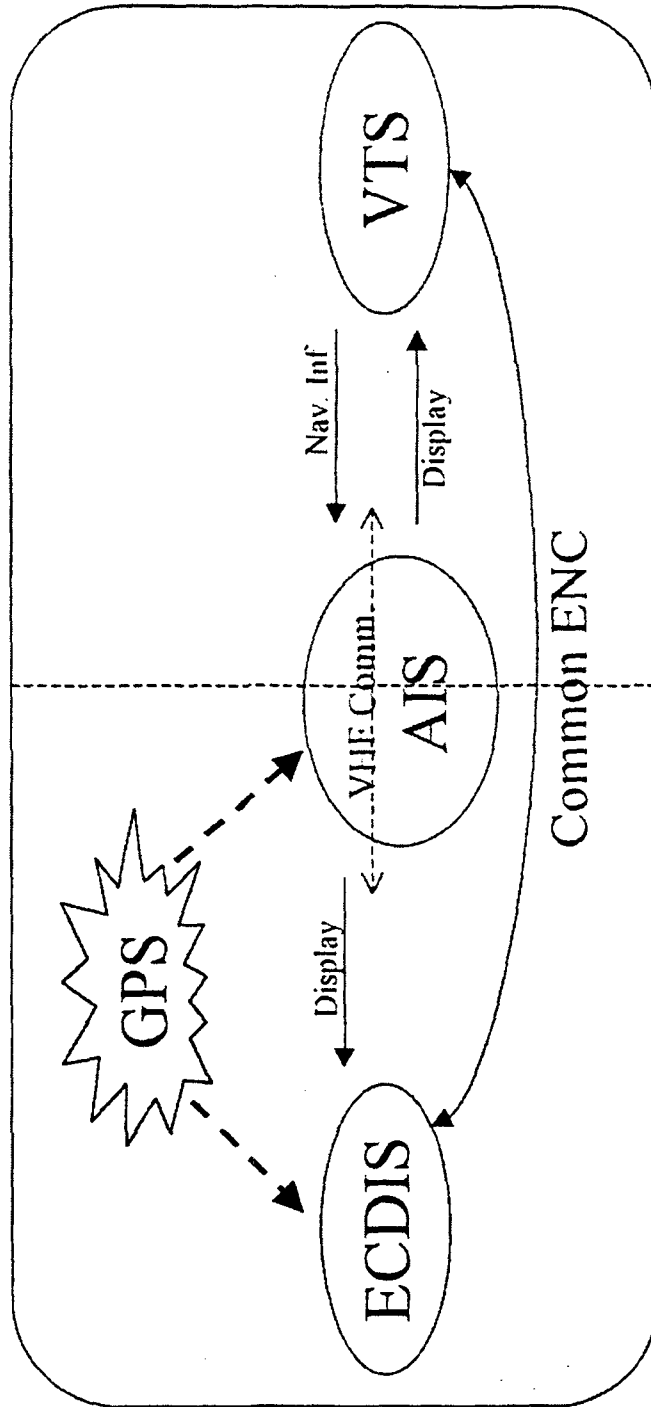 GPS
ECDIS
Display
VHF Comm.
AIS
Nav. Inf
Display
VTS
Common ENC